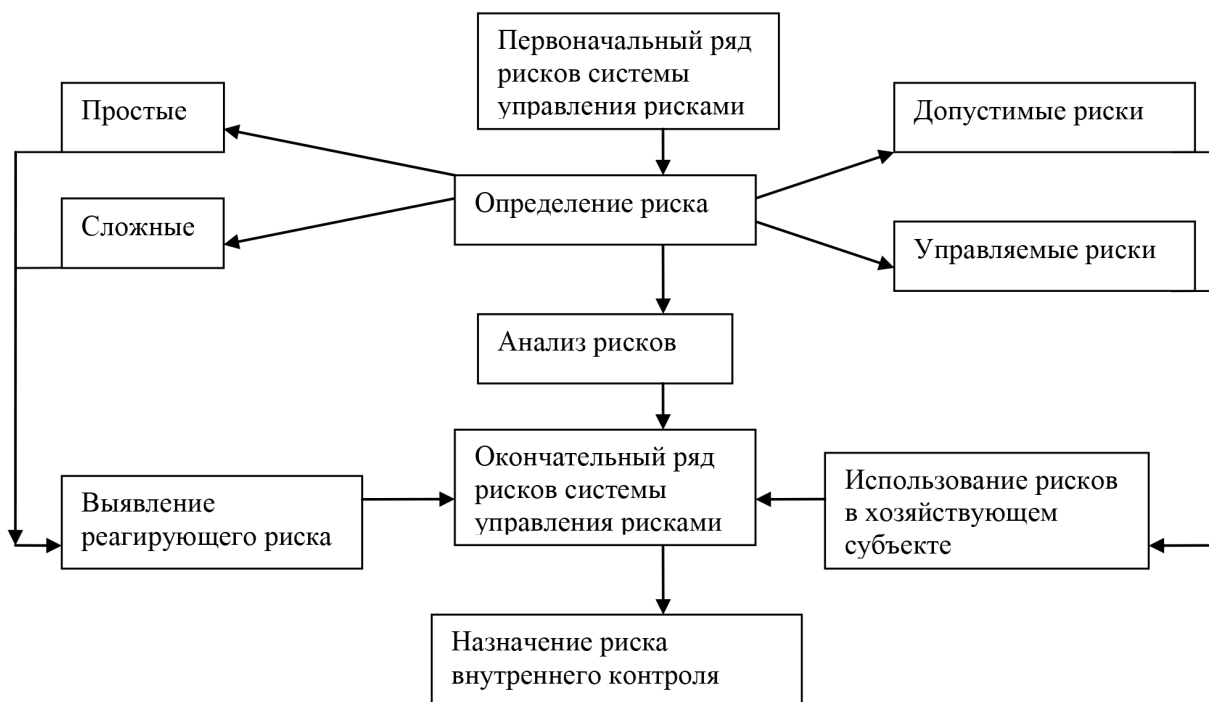 Первоначальный ряд
рисков системы
управления рисками
Простые
Допустимые риски
Определение риска
Сложные
Управляемые риски
Анализ рисков
Окончательный ряд
рисков системы
управления рисками
Выявление
реагирующего риска
Использование рисков
в хозяйствующем
субъекте
Назначение риска
внутреннего контроля